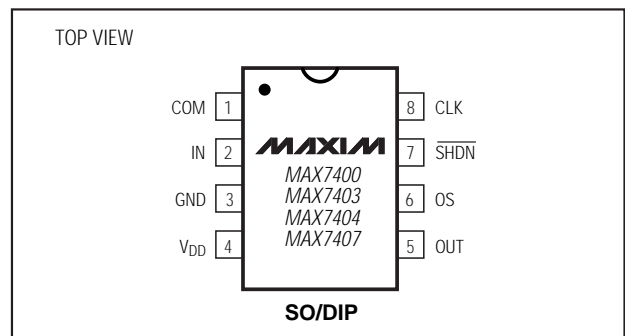 TOP VIEW
COM 1
8 CLK
IN 2
7 SHDN
GND 3
6 OS
VDD 4
5 OUT
MAXIM
MAX7400
MAX7403
MAX7404
MAX7407
SO/DIP